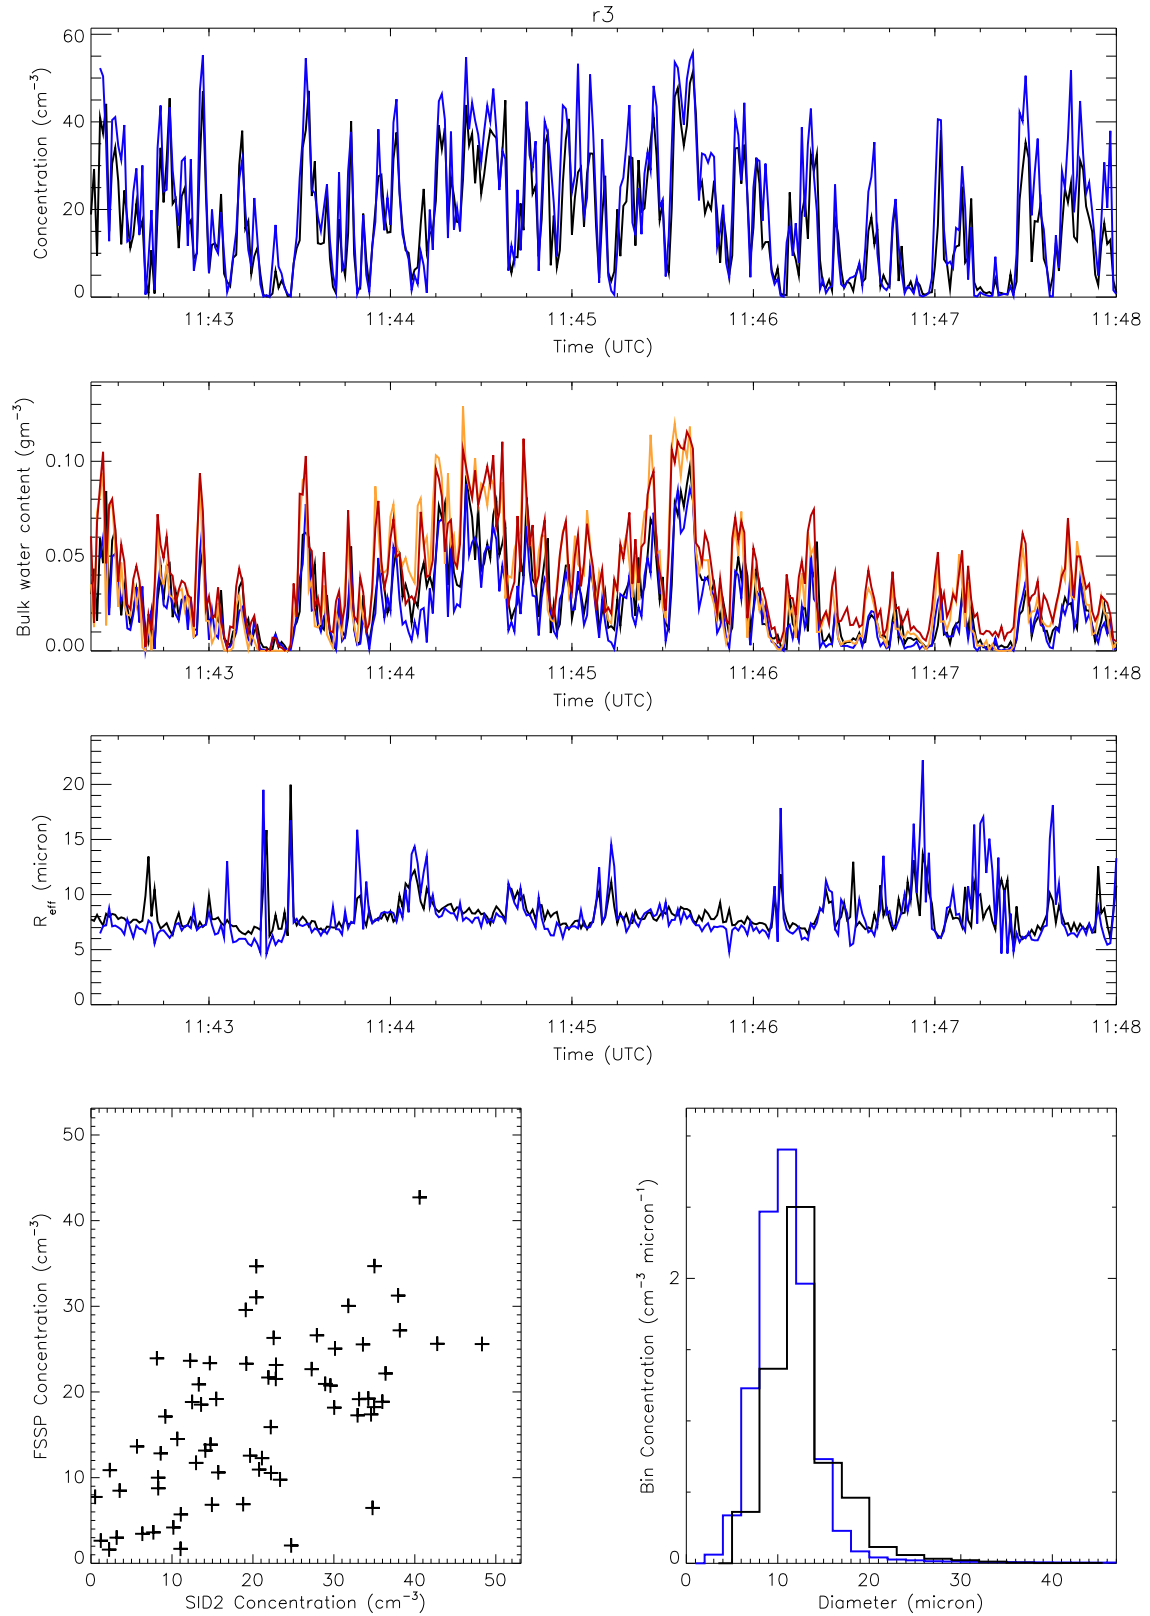 r3
Concentration (cm⁻³)
60
40
20
0
11:43 11:44 11:45 11:46 11:47 11:48
Time (UTC)
Bulk water content (gm⁻³)
0.10
0.05
0.00
11:43 11:44 11:45 11:46 11:47 11:48
Time (UTC)
R_eff (micron)
20
15
10
5
0
11:43 11:44 11:45 11:46 11:47 11:48
Time (UTC)
FSSP Concentration (cm⁻³)
50
40
30
20
10
0
0 10 20 30 40 50
SID2 Concentration (cm⁻³)
Bin Concentration (cm⁻³ micron⁻¹)
2
0
0 10 20 30 40
Diameter (micron)